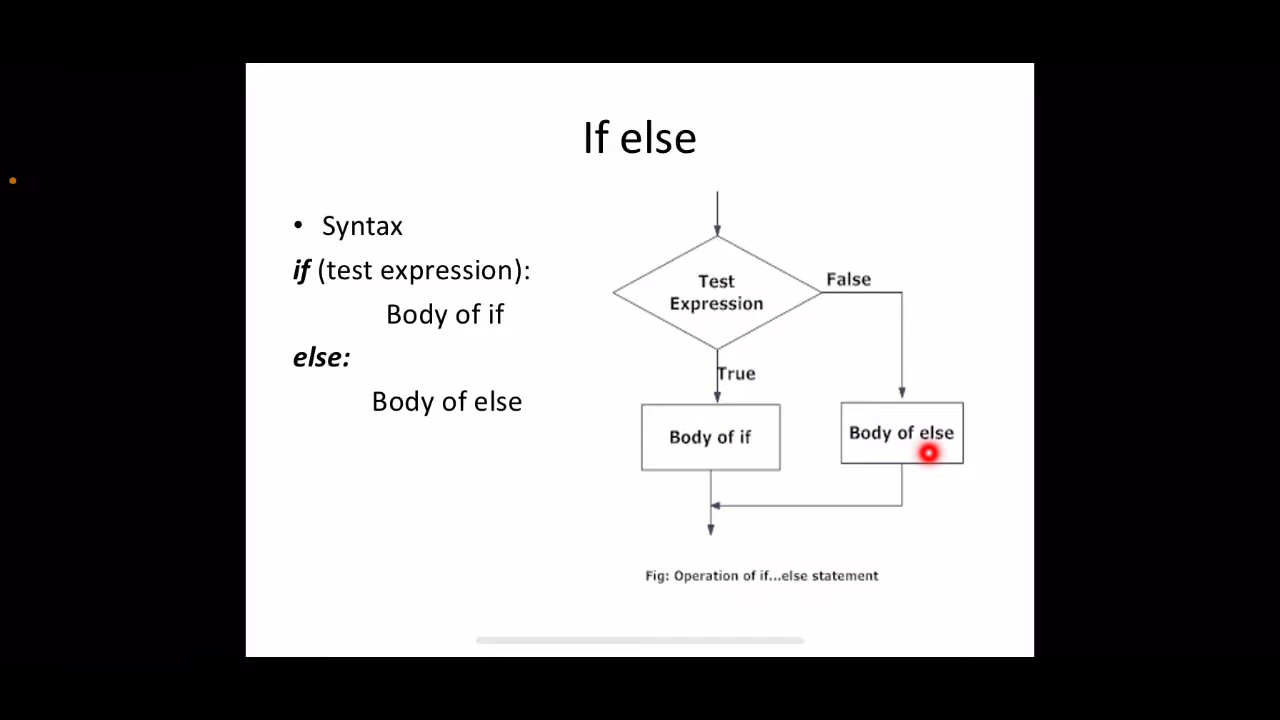 If else
• Syntax
if (test expression):
Body of if
else:
Body of else
Test
Expression
False
True
Body of if
Body of else
Fig: Operation of if...else statement